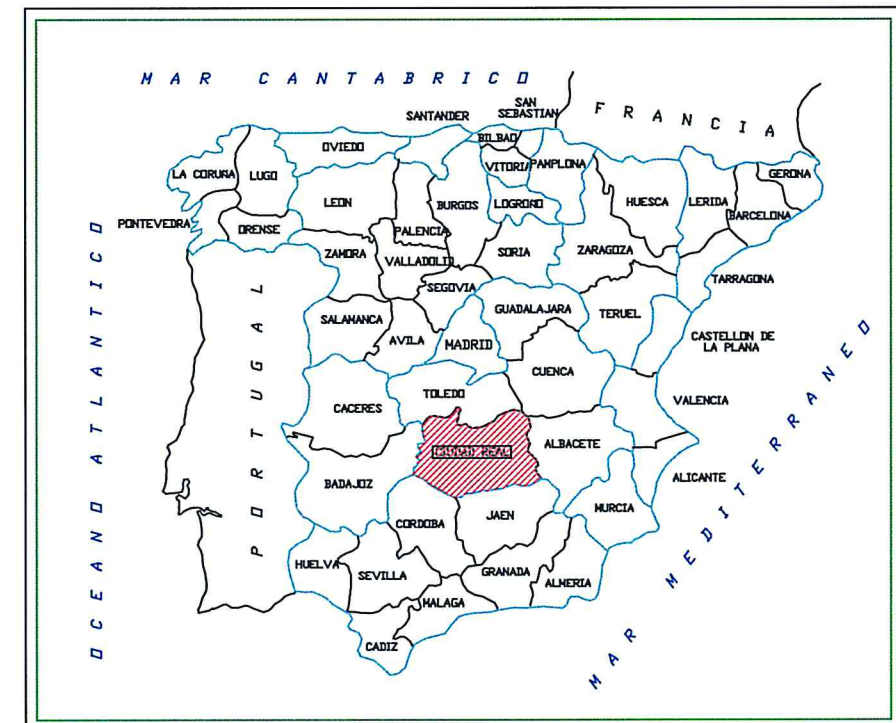 MAR CANTABRICO
FRANCIA
SAN
SEBASTIAN
SANTANDER
BILBAO
OVIEDO
LA CORUÑA
LUGO
VITORIA
PAMPLONA
GERONA
LEON
BURGOS
LOGROÑO
HUESCA
LERIDA
BARCELONA
PONTEVEDRA
ORENSE
PALENCIA
ZAMORA
VALLADOLID
SORIA
ZARAGOZA
TARRAGONA
SEGOVIA
GUADALAJARA
TERUEL
SALAMANCA
AVILA
MADRID
CASTELLON DE
LA PLANA
CUENCA
TOLEDO
CACERES
VALENCIA
ALBACETE
CIUDAD REAL
BADAJOZ
ALICANTE
MURCIA
CORDOBA
JAEN
HUELVA
SEVILLA
GRANADA
ALMERIA
MALAGA
CADIZ
PORTUGAL
OCEANO ATLANTICO
MAR MEDITERRANEO